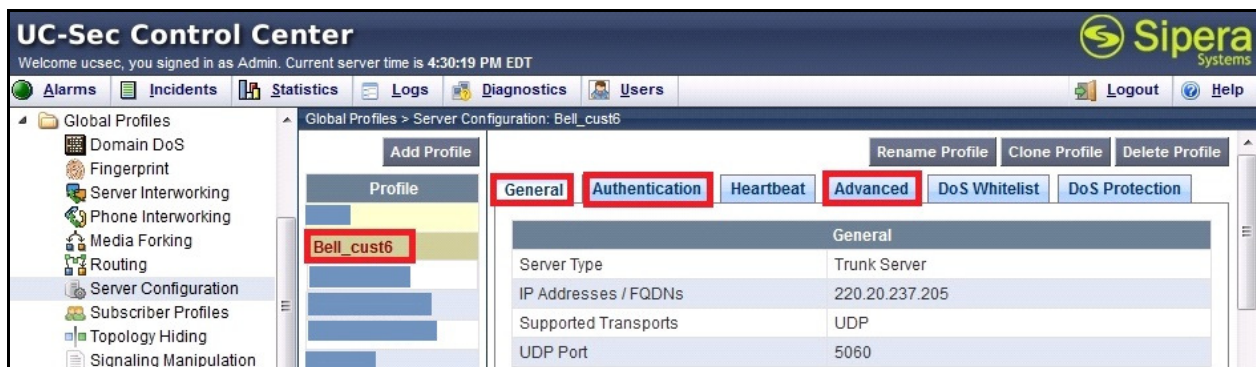 UC-Sec Control Center
Sipera
Systems
Welcome ucsec, you signed in as Admin. Current server time is 4:30:19 PM EDT
Alarms Incidents Statistics Logs Diagnostics Users Logout Help
Global Profiles
Domain DoS
Fingerprint
Server Interworking
Phone Interworking
Media Forking
Routing
Server Configuration
Subscriber Profiles
Topology Hiding
Signaling Manipulation
Global Profiles > Server Configuration: Bell_cust6
Add Profile
Profile
Bell_cust6
Rename Profile Clone Profile Delete Profile
General Authentication Heartbeat Advanced DoS Whitelist DoS Protection
General
Server Type Trunk Server
IP Addresses / FQDNs 220.20.237.205
Supported Transports UDP
UDP Port 5060